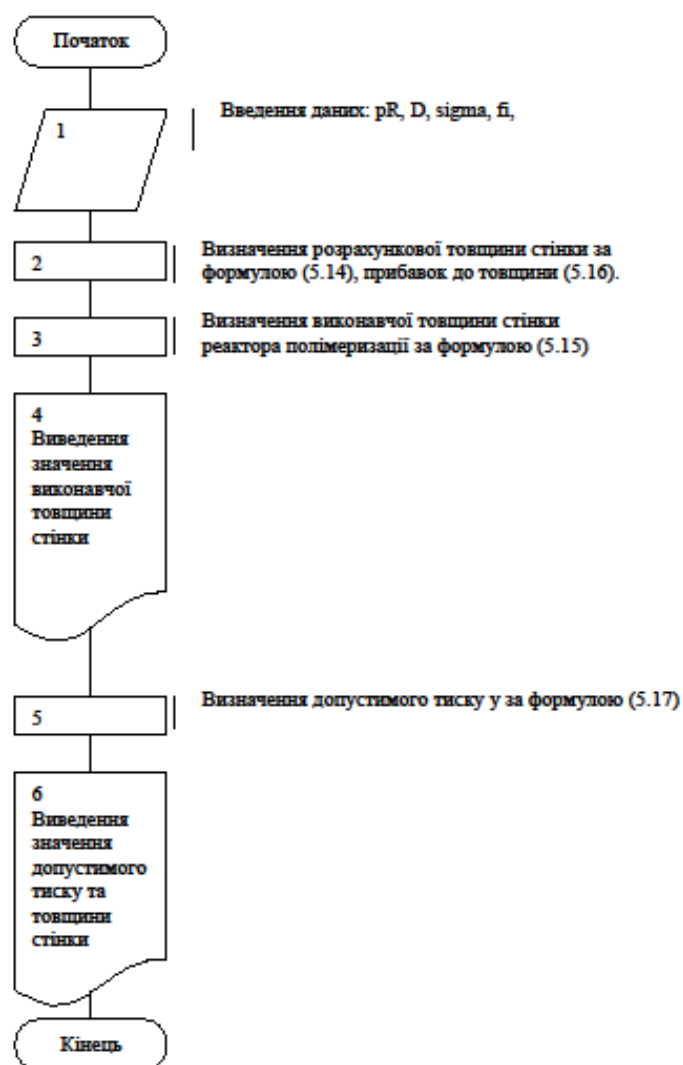 Початок
1
Введення даних: pR, D, sigma, fi,
2
Визначення розрахункової товщини стінки за
формулою (5.14), прибавок до товщини (5.16).
3
Визначення виконавчої товщини стінки
реактора полімеризації за формулою (5.15)
4
Виведення
значення
виконавчої
товщини
стінки
5
Визначення допустимого тиску у за формулою (5.17)
6
Виведення
значення
допустимого
тиску та
товщини
стінки
Кінець